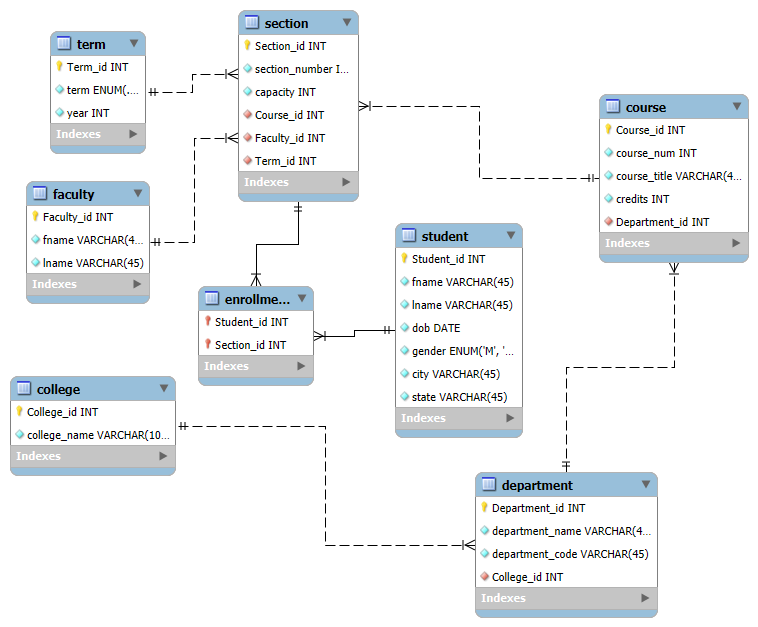 term
Term_id INT
term ENUM(....
year INT
Indexes
section
Section_id INT
section_number I...
capacity INT
Course_id INT
Faculty_id INT
Term_id INT
Indexes
course
Course_id INT
course_num INT
course_title VARCHAR(4...
credits INT
Department_id INT
Indexes
faculty
Faculty_id INT
fname VARCHAR(4...
lname VARCHAR(45)
Indexes
student
Student_id INT
fname VARCHAR(45)
lname VARCHAR(45)
dob DATE
gender ENUM('M', '...
city VARCHAR(45)
state VARCHAR(45)
Indexes
enrollme...
Student_id INT
Section_id INT
Indexes
college
College_id INT
college_name VARCHAR(10...
Indexes
department
Department_id INT
department_name VARCHAR(4...
department_code VARCHAR(45)
College_id INT
Indexes